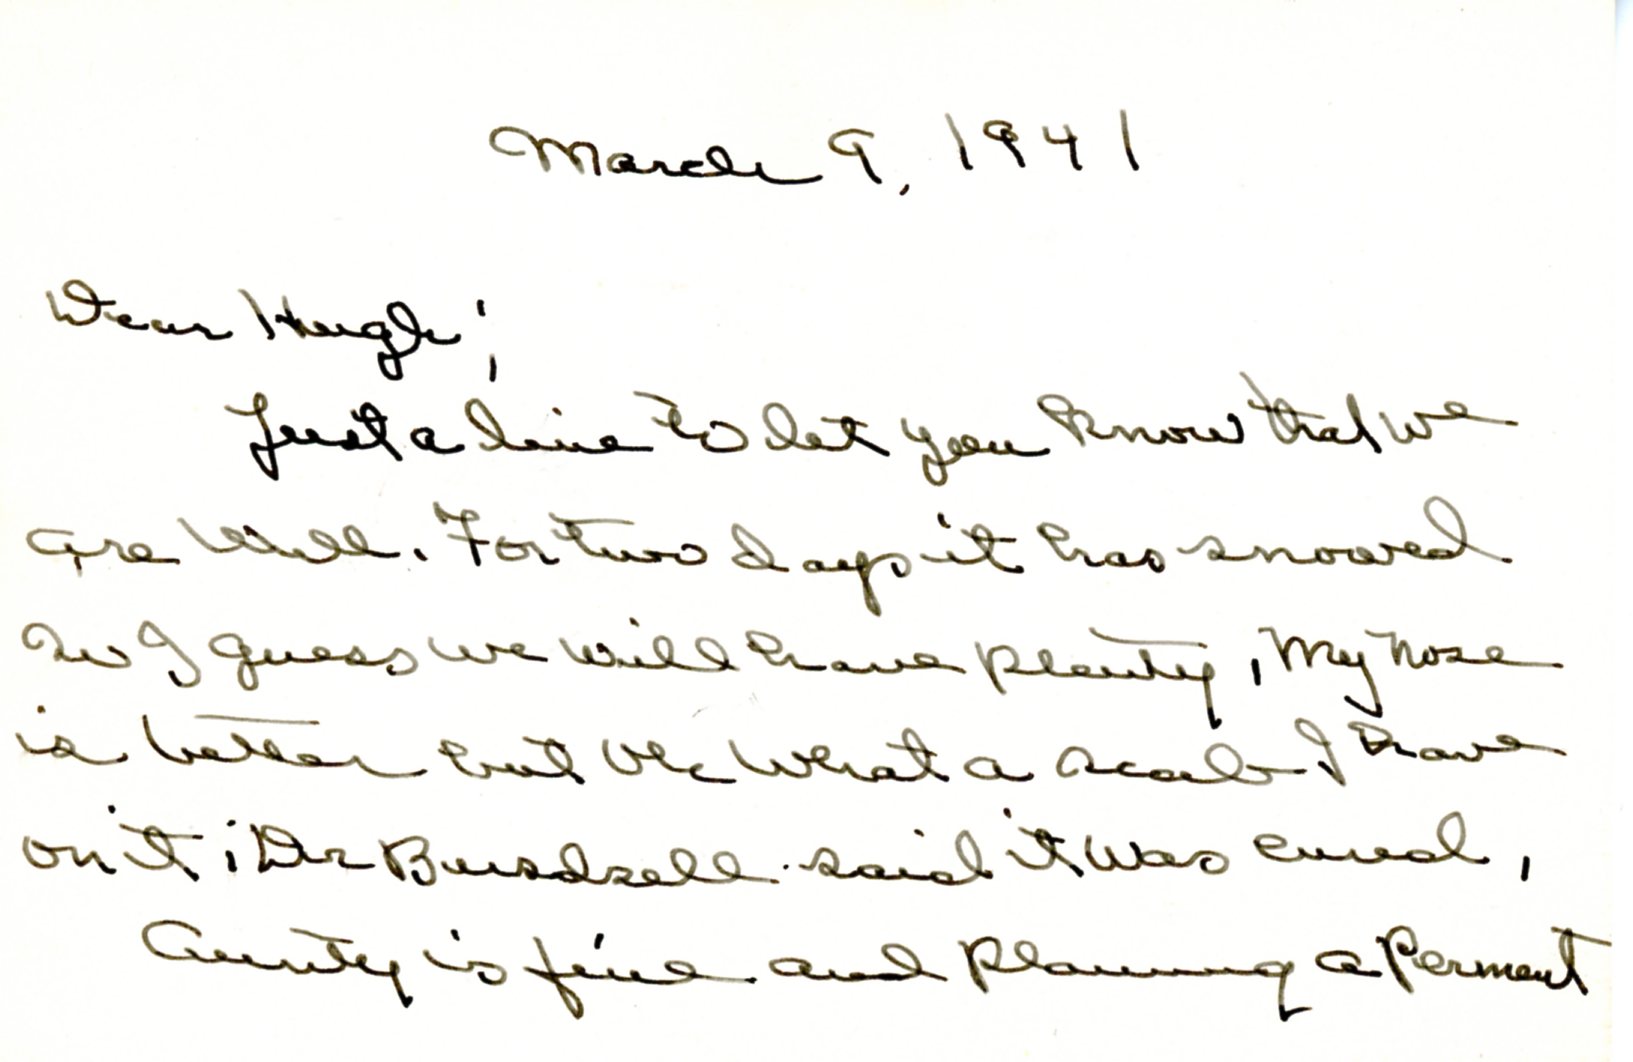 March 9, 1941
Dear Hugh;
Just a line to let you know that we
are well. For two days it has snowed
so I guess we will have plenty, My nose
is better but Oh what a scab I have
on it; Dr said it was cured,
Aunty is fine and planning a Perment